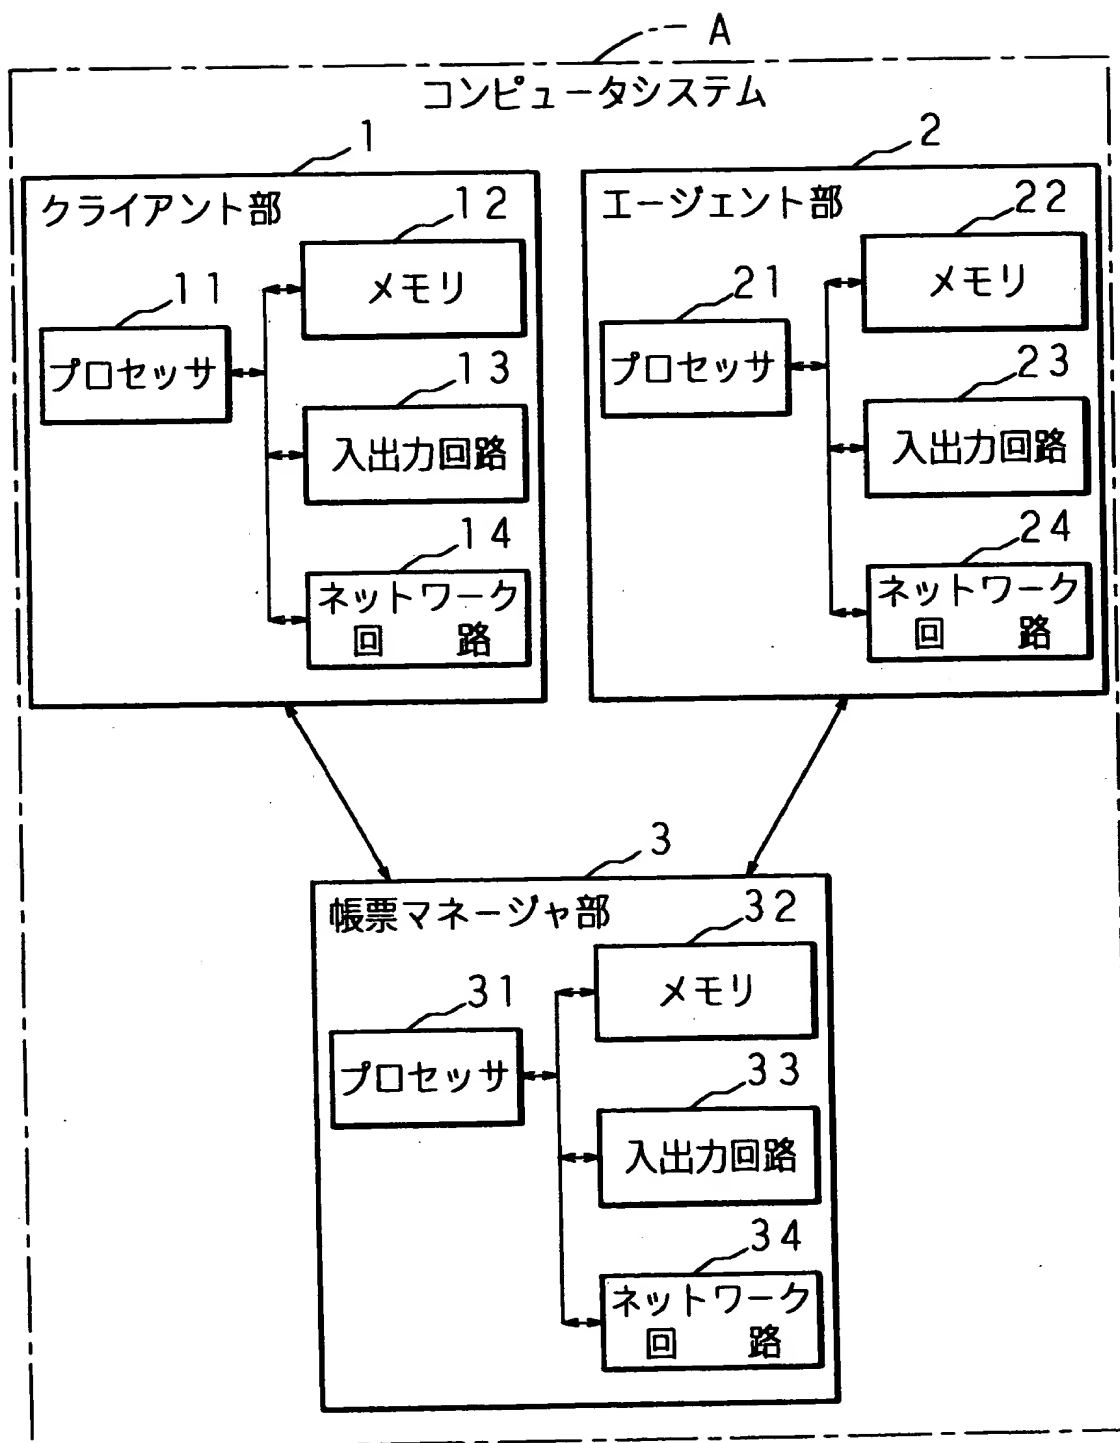 A
コンピュータシステム
1
クライアント部
12
メモリ
11
プロセッサ
13
入出力回路
14
ネットワーク
回 路
2
エージェント部
22
メモリ
21
プロセッサ
23
入出力回路
24
ネットワーク
回 路
3
帳票マネージャ部
32
メモリ
31
プロセッサ
33
入出力回路
34
ネットワーク
回 路